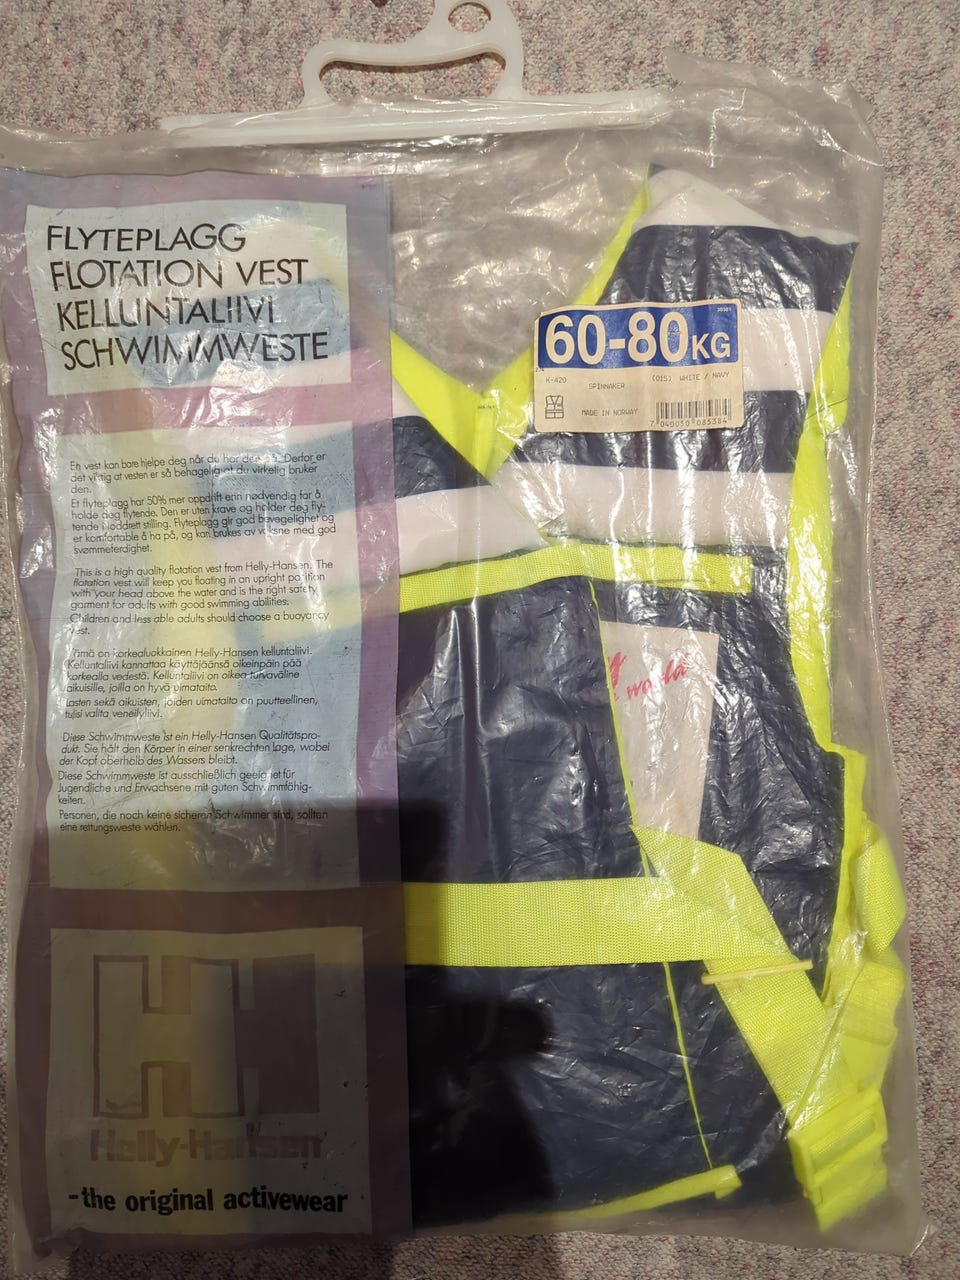 FLYTEPLAGG
FLOTATION VEST
KELLUNTALIIVI
SCHWIMMWESTE
60-80KG
K-420 SPINNAKER (015) WHITE / NAVY
MADE IN NORWAY
7 040050 085384
world
En vest kan bare hjelpe deg når du har den på. Derfor er
det viktig at vesten er så behagelig at du virkelig bruker
den.
Et flyteplagg har 50% mer oppdrift enn nødvendig for å
holde deg flytende. Den er uten krave og holder deg fly-
tende i loddrett stilling. Flyteplagg gir god bevegelighet og
er komfortable å ha på, og kan brukes av voksne med god
svømmeferdighet.
This is a high quality flotation vest from Helly-Hansen. The
flotation vest will keep you floating in an upright position
with your head above the water and is the right safety
garment for adults with good swimming abilities.
Children and less able adults should choose a buoyancy
vest.
Tämä on korkealuokkainen Helly-Hansen kelluntaliivi.
Kelluntaliivi kannattaa käyttäjäänsä oikeinpäin pää
korkealla vedestä. Kelluntaliivi on oikea turvaväline
aikuisille, joilla on hyvä uimataito.
Lasten sekä aikuisten, joiden uimataito on puutteellinen,
tulisi valita veneilyliivi.
Diese Schwimmweste ist ein Helly-Hansen Qualitätspro-
dukt. Sie hält den Körper in einer senkrechten Lage, wobei
der Kopf oberhalb des Wassers bleibt.
Diese Schwimmweste ist ausschließlich geeignet für
Jugendliche und Erwachsene mit guten Schwimmfähig-
keiten.
Personen, die noch keine sicheren Schwimmer sind, sollten
eine rettungsweste wählen.
HH
Helly-Hansen
-the original activewear